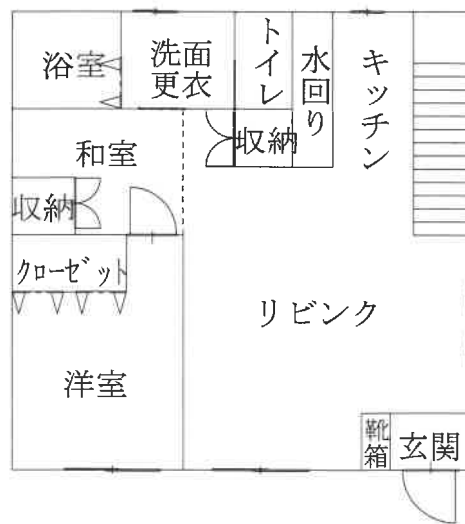 浴室
洗面
更衣
トイレ
水回り
キッチン
和室
収納
収納
クローゼット
リビンク
洋室
靴箱
玄関